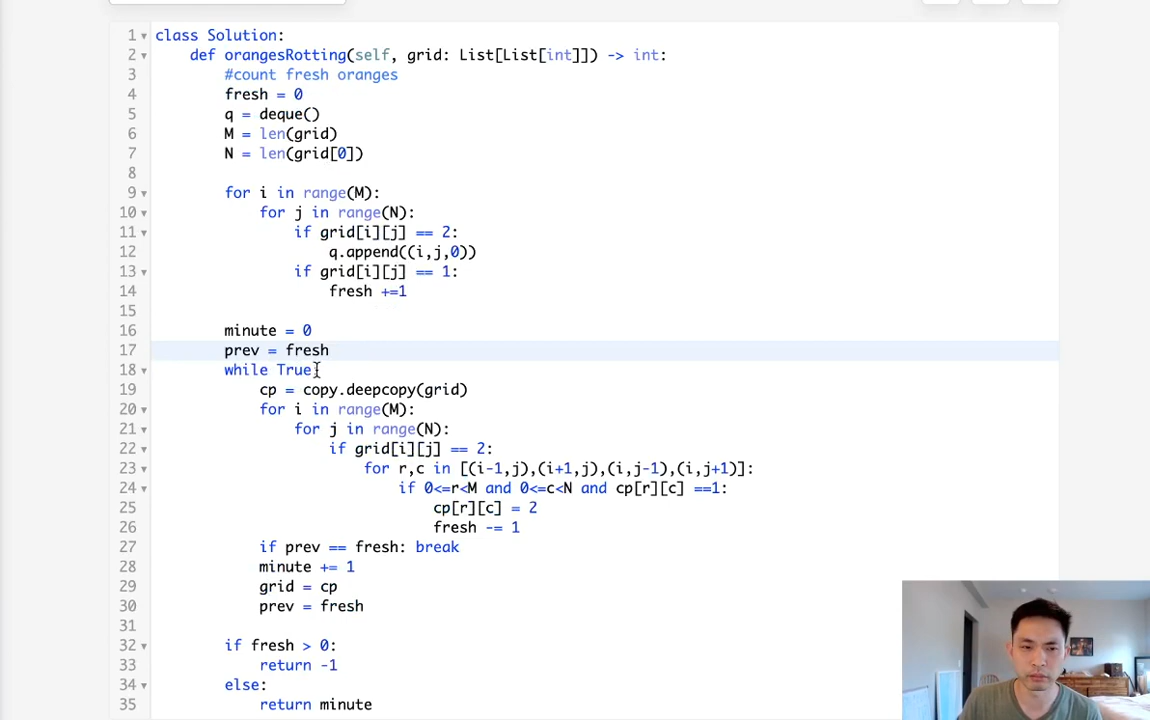 1 class Solution:
2 def orangesRotting(self, grid: List[List[int]]) -> int:
3 #count fresh oranges
4 fresh = 0
5 q = deque()
6 M = len(grid)
7 N = len(grid[0])
8
9 for i in range(M):
10 for j in range(N):
11 if grid[i][j] == 2:
12 q.append((i,j,0))
13 if grid[i][j] == 1:
14 fresh +=1
15
16 minute = 0
17 prev = fresh
18 while True:
19 cp = copy.deepcopy(grid)
20 for i in range(M):
21 for j in range(N):
22 if grid[i][j] == 2:
23 for r,c in [(i-1,j),(i+1,j),(i,j-1),(i,j+1)]:
24 if 0<=r<M and 0<=c<N and cp[r][c] ==1:
25 cp[r][c] = 2
26 fresh -= 1
27 if prev == fresh: break
28 minute += 1
29 grid = cp
30 prev = fresh
31
32 if fresh > 0:
33 return -1
34 else:
35 return minute